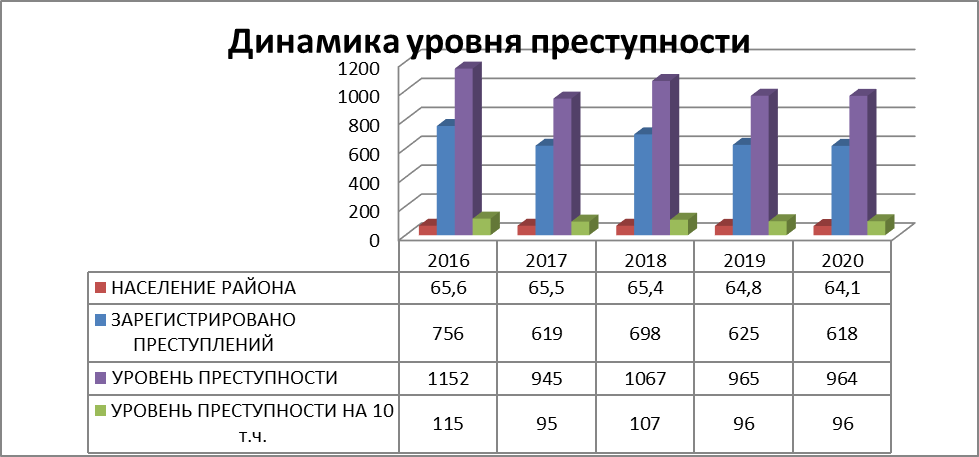 Динамика уровня преступности
1200
1000
800
600
400
200
0
2016 2017 2018 2019 2020
НАСЕЛЕНИЕ РАЙОНА 65,6 65,5 65,4 64,8 64,1
ЗАРЕГИСТРИРОВАНО
ПРЕСТУПЛЕНИЙ 756 619 698 625 618
УРОВЕНЬ ПРЕСТУПНОСТИ 1152 945 1067 965 964
УРОВЕНЬ ПРЕСТУПНОСТИ НА 10
т.ч. 115 95 107 96 96